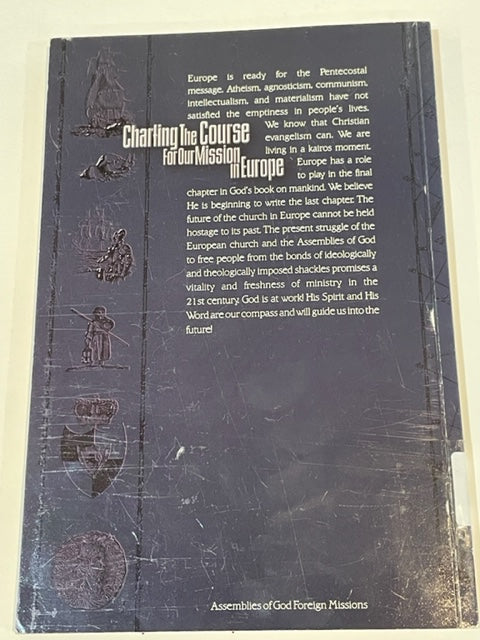 Europe is ready for the Pentecostal
message. Atheism, agnosticism, communism,
intellectualism, and materialism have not
satisfied the emptiness in people's lives.
We know that Christian
evangelism can. We are
living in a kairos moment.
Europe has a role
to play in the final
chapter in God's book on mankind. We believe
He is beginning to write the last chapter. The
future of the church in Europe cannot be held
hostage to its past. The present struggle of the
European church and the Assemblies of God
to free people from the bonds of ideologically
and theologically imposed shackles promises a
vitality and freshness of ministry in the
21st century. God is at work! His Spirit and His
Word are our compass and will guide us into the
future!
Charting The Course
For Our Mission
in Europe
Assemblies of God Foreign Missions